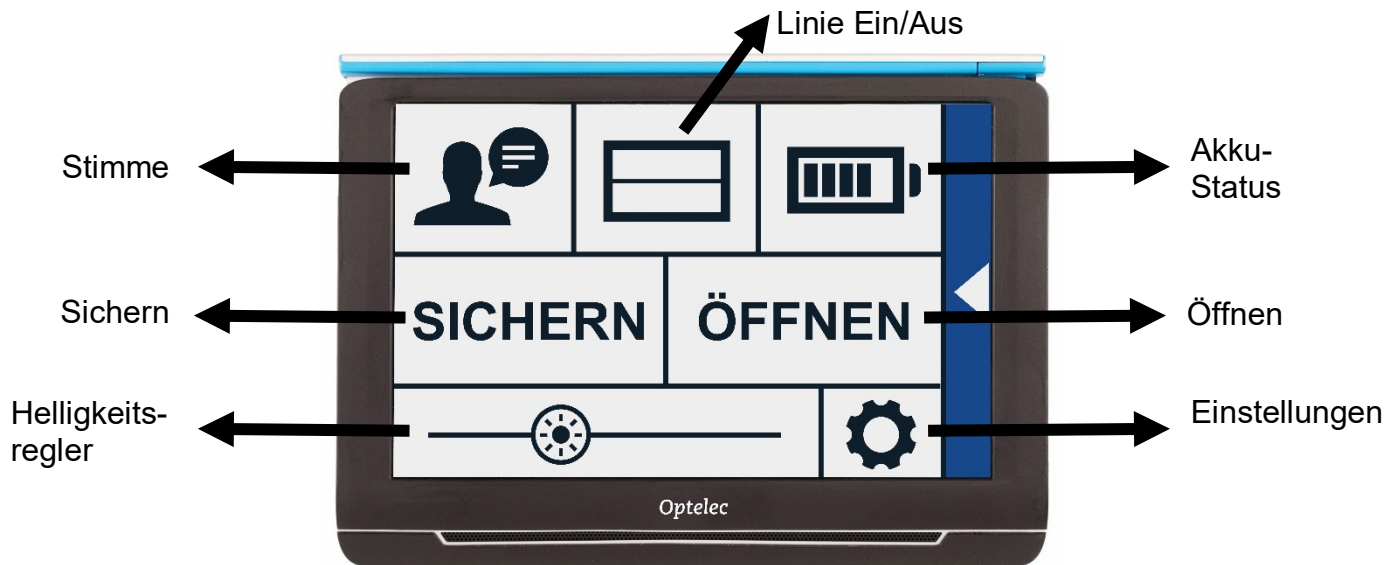 Linie Ein/Aus
Stimme
Akku-
Status
Sichern
SICHERN
ÖFFNEN
Öffnen
Helligkeits-
regler
Einstellungen
Optelec